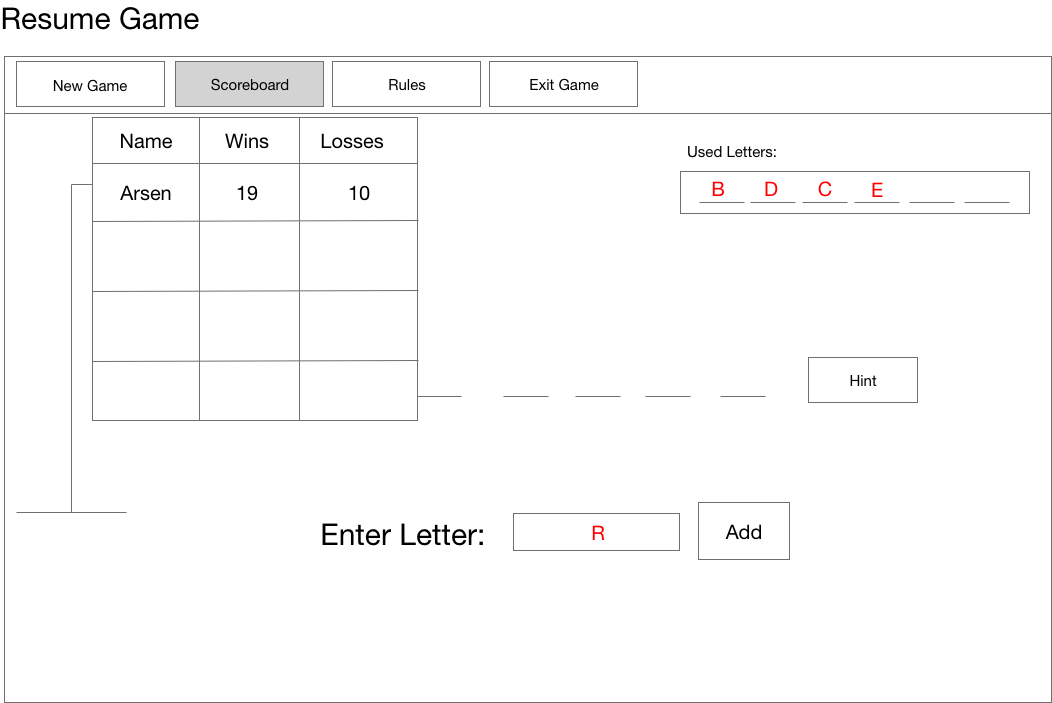 Resume Game
New Game Scoreboard Rules Exit Game
Name Wins Losses
Arsen 19 10
Used Letters:
B D C E
Hint
Enter Letter: R Add